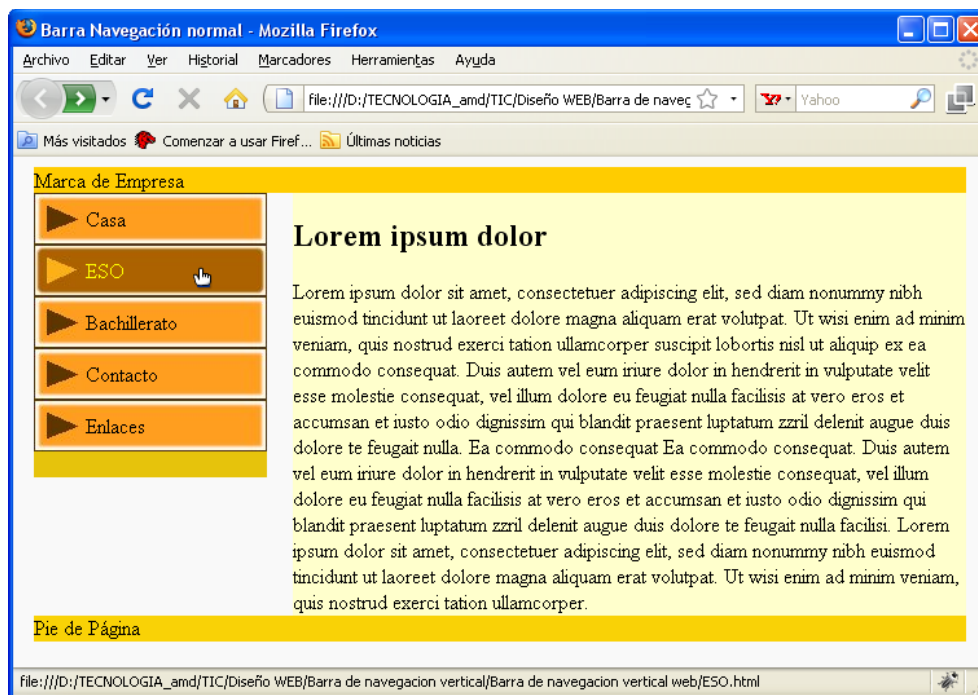 Barra Navegación normal - Mozilla Firefox
Archivo Editar Ver Historial Marcadores Herramientas Ayuda
file:///D:/TECNOLOGIA_amd/TIC/Diseño WEB/Barra de naveg Yahoo
Más visitados Comenzar a usar Firef... Últimas noticias
Marca de Empresa
Casa
ESO
Bachillerato
Contacto
Enlaces
Lorem ipsum dolor
Lorem ipsum dolor sit amet, consectetuer adipiscing elit, sed diam nonummy nibh
euismod tincidunt ut laoreet dolore magna aliquam erat volutpat. Ut wisi enim ad minim
veniam, quis nostrud exerci tation ullamcorper suscipit lobortis nisl ut aliquip ex ea
commodo consequat. Duis autem vel eum iriure dolor in hendrerit in vulputate velit
esse molestie consequat, vel illum dolore eu feugiat nulla facilisis at vero eros et
accumsan et iusto odio dignissim qui blandit praesent luptatum zzril delenit augue duis
dolore te feugait nulla. Ea commodo consequat Ea commodo consequat. Duis autem
vel eum iriure dolor in hendrerit in vulputate velit esse molestie consequat, vel illum
dolore eu feugiat nulla facilisis at vero eros et accumsan et iusto odio dignissim qui
blandit praesent luptatum zzril delenit augue duis dolore te feugait nulla facilisi. Lorem
ipsum dolor sit amet, consectetuer adipiscing elit, sed diam nonummy nibh euismod
tincidunt ut laoreet dolore magna aliquam erat volutpat. Ut wisi enim ad minim veniam,
quis nostrud exerci tation ullamcorper.
Pie de Página
file:///D:/TECNOLOGIA_amd/TIC/Diseño WEB/Barra de navegacion vertical/Barra de navegacion vertical web/ESO.html